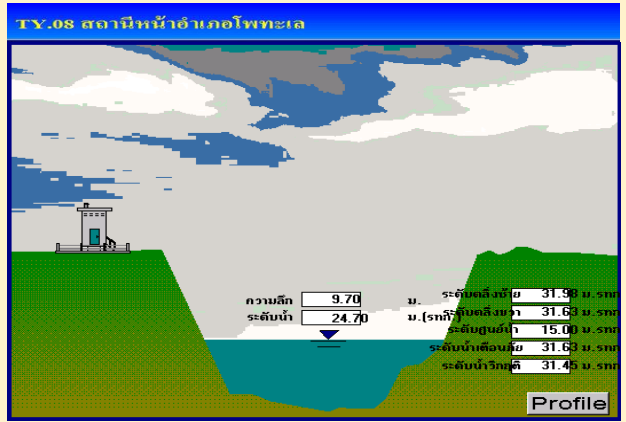 TY.08 สถานีหน้าอำเภอโพทะเล
ความลึก 9.70 ม.
ระดับน้ำ 24.70 ม.(รทก.)
ระดับตลิ่งซ้าย 31.98 ม.รทก
ระดับตลิ่งขวา 31.63 ม.รทก
ระดับศูนย์น้ำ 15.00 ม.รทก
ระดับน้ำเตือนภัย 31.63 ม.รทก
ระดับน้ำวิกฤติ 31.45 ม.รทก
Profile